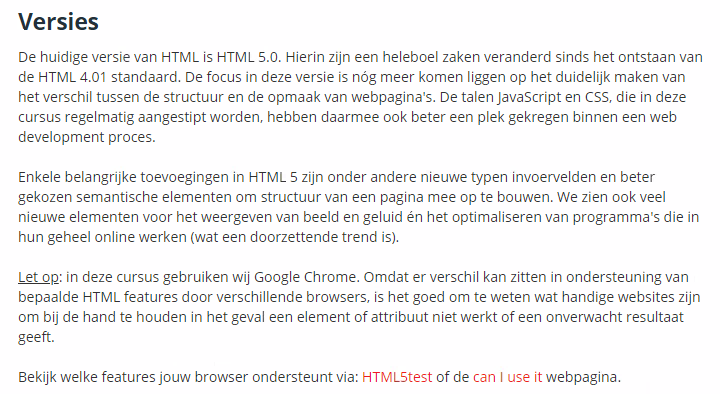 Versies
De huidige versie van HTML is HTML 5.0. Hierin zijn een heleboel zaken veranderd sinds het ontstaan van
de HTML 4.01 standaard. De focus in deze versie is nóg meer komen liggen op het duidelijk maken van
het verschil tussen de structuur en de opmaak van webpagina's. De talen JavaScript en CSS, die in deze
cursus regelmatig aangestipt worden, hebben daarmee ook beter een plek gekregen binnen een web
development proces.
Enkele belangrijke toevoegingen in HTML 5 zijn onder andere nieuwe typen invoervelden en beter
gekozen semantische elementen om structuur van een pagina mee op te bouwen. We zien ook veel
nieuwe elementen voor het weergeven van beeld en geluid én het optimaliseren van programma's die in
hun geheel online werken (wat een doorzettende trend is).
Let op: in deze cursus gebruiken wij Google Chrome. Omdat er verschil kan zitten in ondersteuning van
bepaalde HTML features door verschillende browsers, is het goed om te weten wat handige websites zijn
om bij de hand te houden in het geval een element of attribuut niet werkt of een onverwacht resultaat
geeft.
Bekijk welke features jouw browser ondersteunt via: HTML5test of de can I use it webpagina.